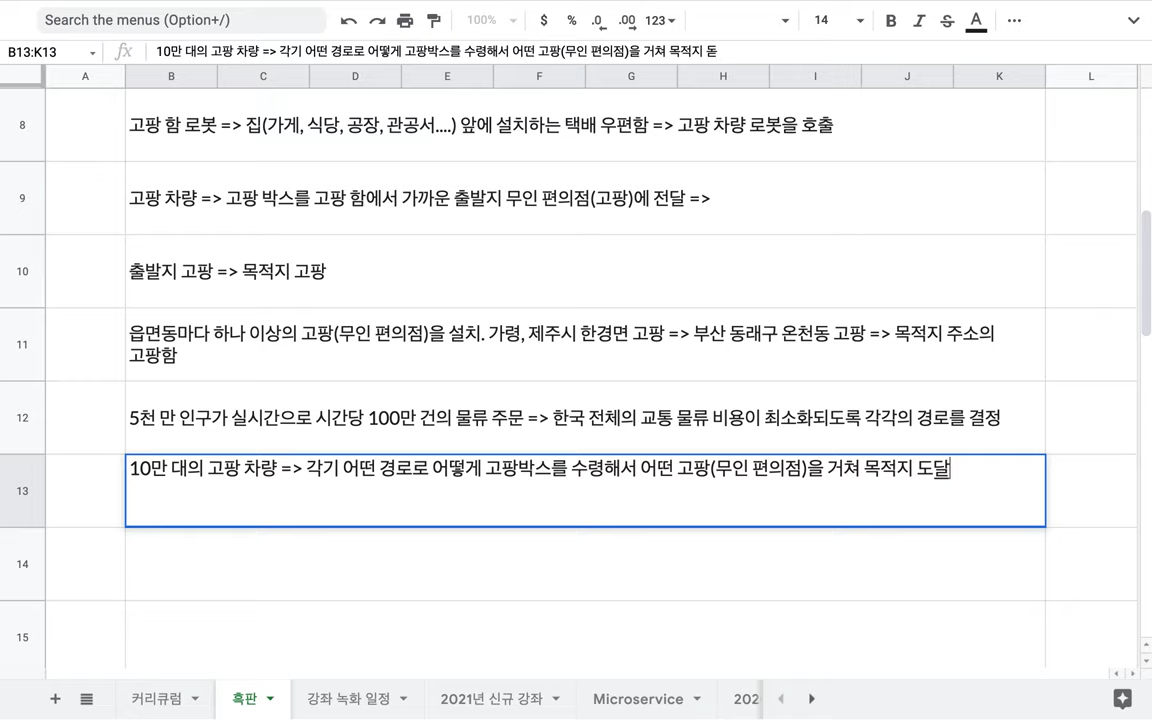 Search the menus (Option+/)
100%
$ % .0 .00 123
14
B I S A
B13:K13
fx
10만 대의 고팡 차량 => 각기 어떤 경로로 어떻게 고팡박스를 수령해서 어떤 고팡(무인 편의점)을 거쳐 목적지 돋
A B C D E F G H I J K L
8
고팡 함 로봇 => 집(가게, 식당, 공장, 관공서....) 앞에 설치하는 택배 우편함 => 고팡 차량 로봇을 호출
9
고팡 차량 => 고팡 박스를 고팡 함에서 가까운 출발지 무인 편의점(고팡)에 전달 =>
10
출발지 고팡 => 목적지 고팡
11
읍면동마다 하나 이상의 고팡(무인 편의점)을 설치. 가령, 제주시 한경면 고팡 => 부산 동래구 온천동 고팡 => 목적지 주소의
고팡함
12
5천 만 인구가 실시간으로 시간당 100만 건의 물류 주문 => 한국 전체의 교통 물류 비용이 최소화되도록 각각의 경로를 결정
13
10만 대의 고팡 차량 => 각기 어떤 경로로 어떻게 고팡박스를 수령해서 어떤 고팡(무인 편의점)을 거쳐 목적지 도달
14
15
커리큐럼 흑판 강좌 녹화 일정 2021년 신규 강좌 Microservice 202